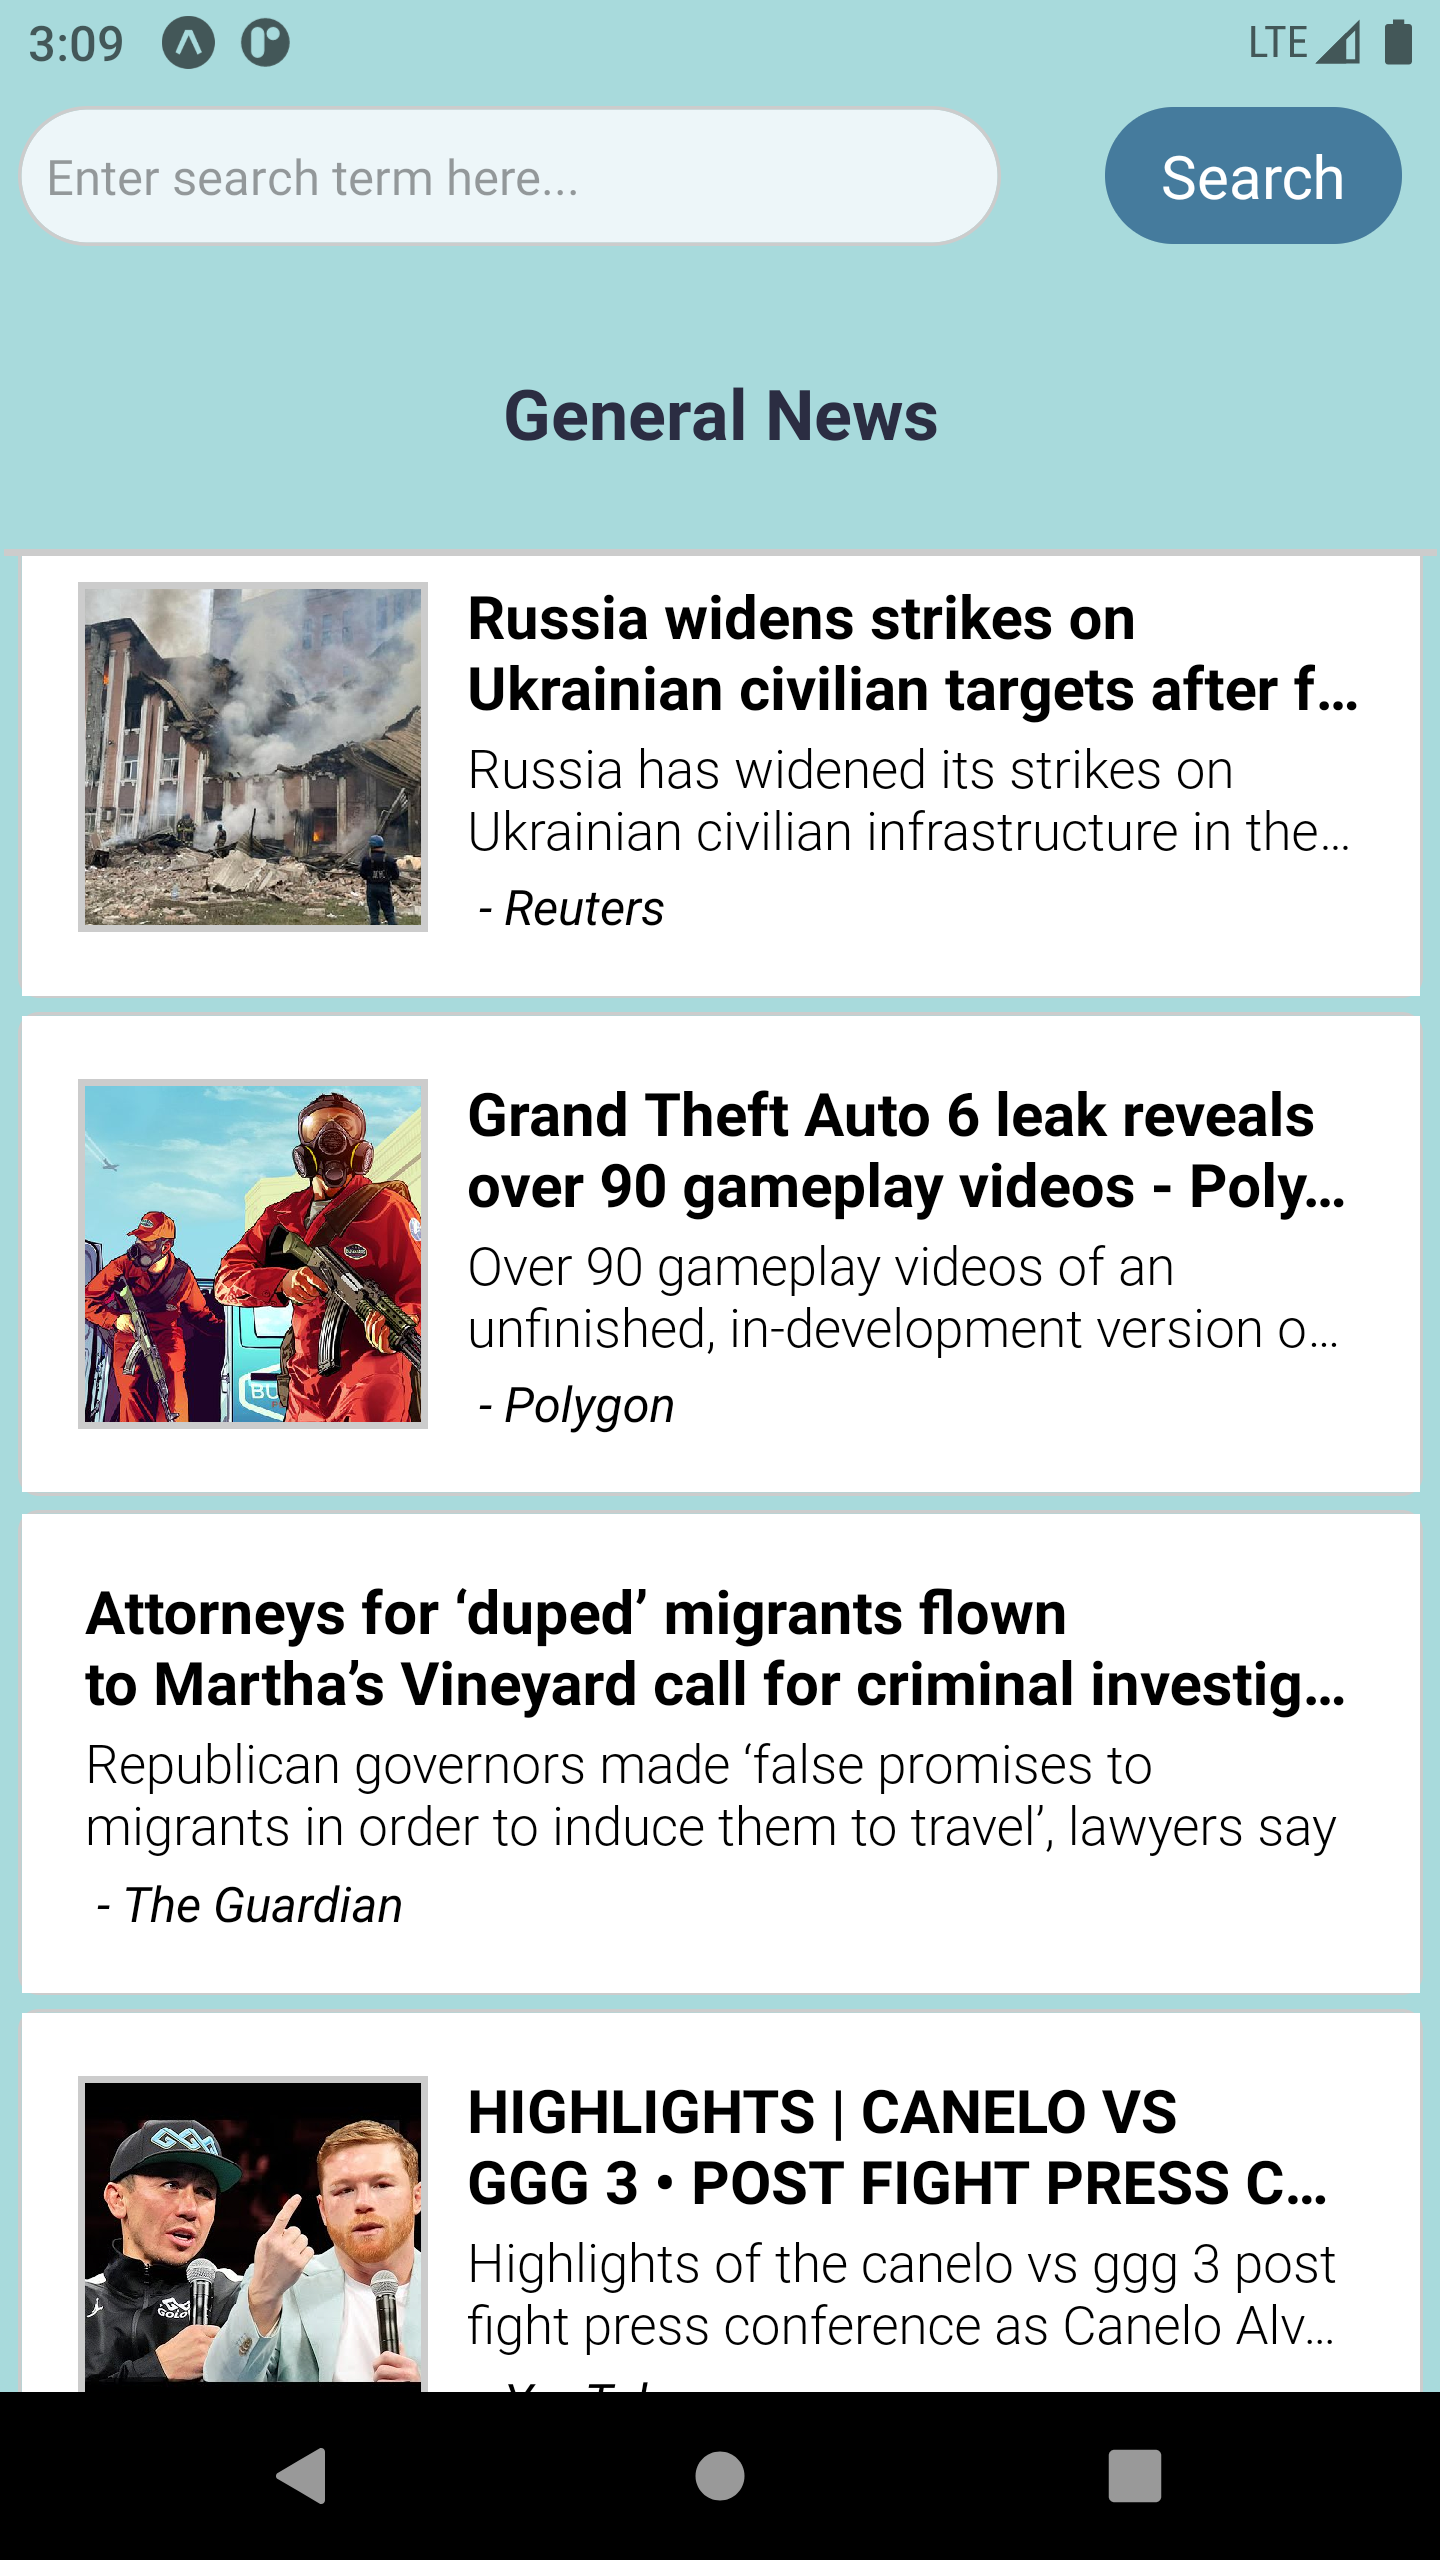 3:09
LTE
Enter search term here...
Search
General News
Russia widens strikes on
Ukrainian civilian targets after f...
Russia has widened its strikes on
Ukrainian civilian infrastructure in the...
- Reuters
Grand Theft Auto 6 leak reveals
over 90 gameplay videos - Poly...
Over 90 gameplay videos of an
unfinished, in-development version o...
- Polygon
Attorneys for ‘duped’ migrants flown
to Martha’s Vineyard call for criminal investig...
Republican governors made ‘false promises to
migrants in order to induce them to travel’, lawyers say
- The Guardian
HIGHLIGHTS | CANELO VS
GGG 3 • POST FIGHT PRESS C...
Highlights of the canelo vs ggg 3 post
fight press conference as Canelo Alv...